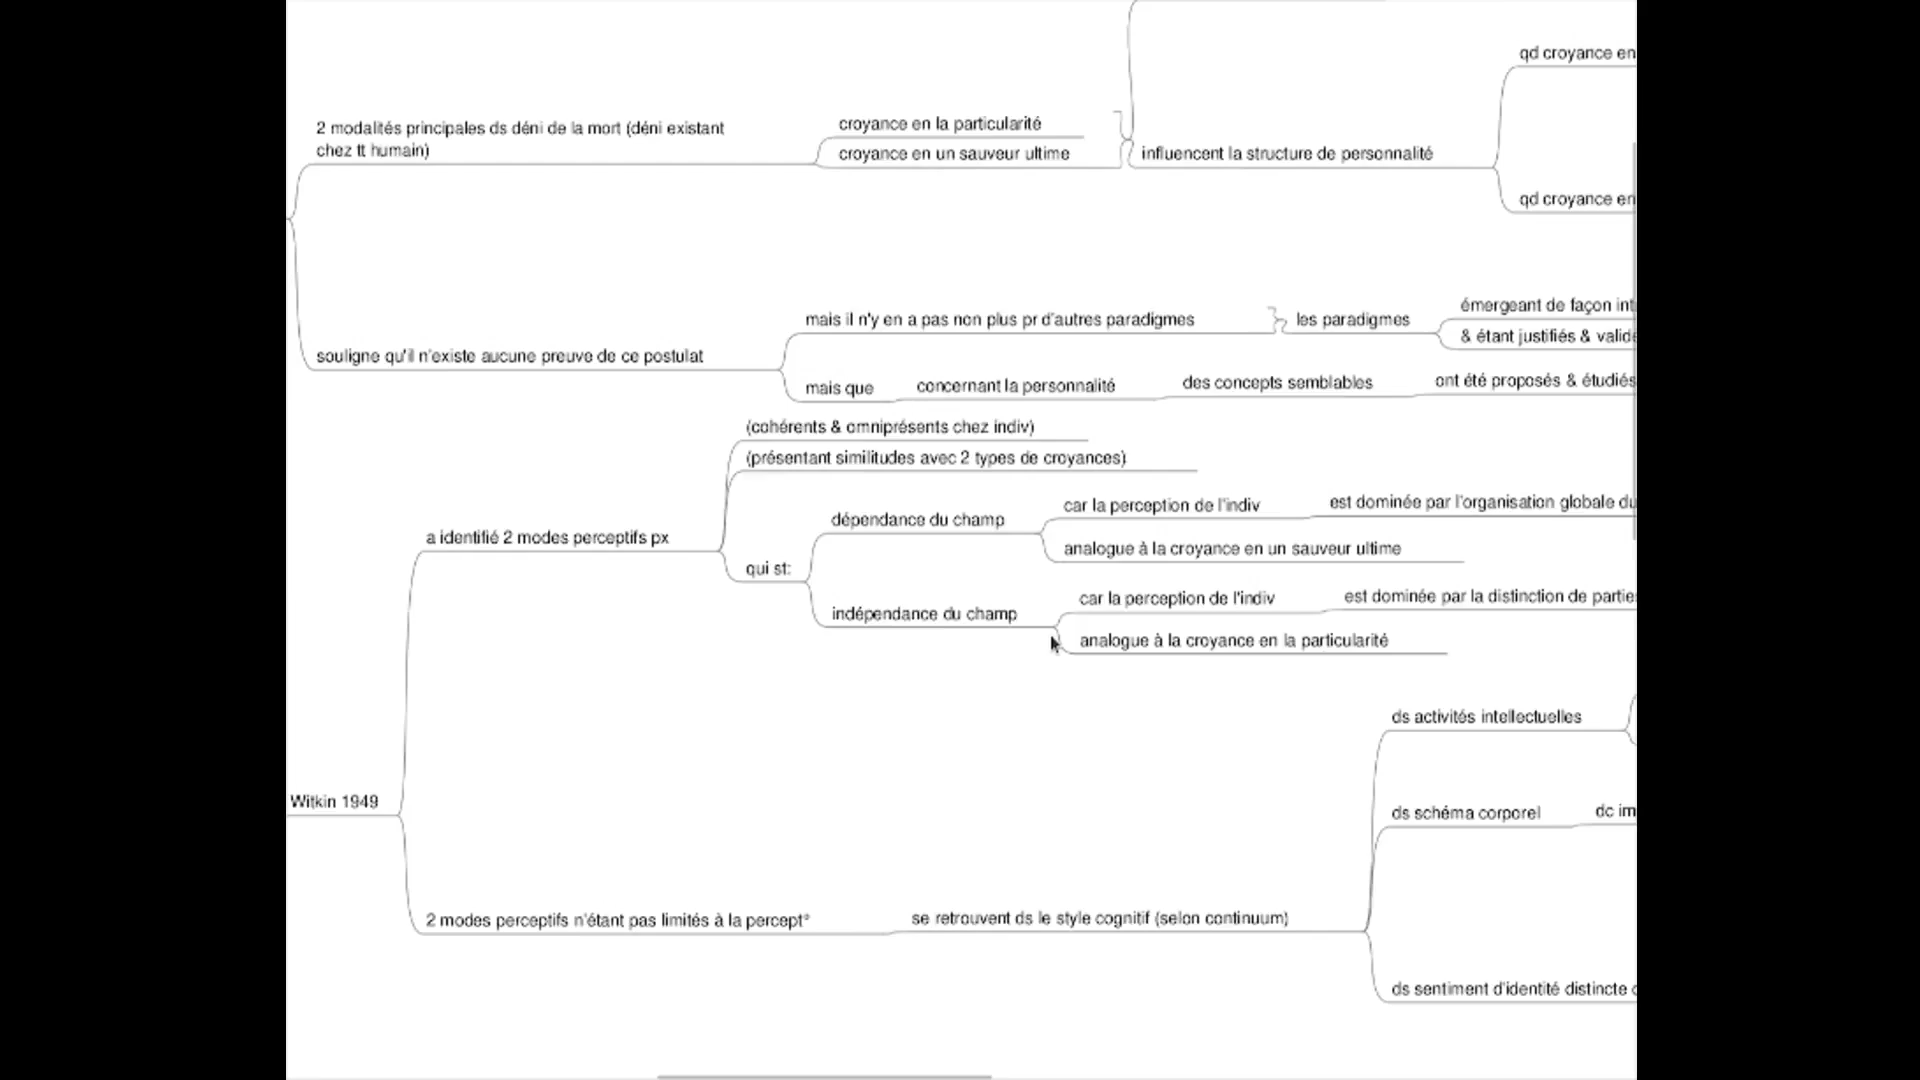 qd croyance en
2 modalités principales ds déni de la mort (déni existant
chez tt humain)
croyance en la particularité
croyance en un sauveur ultime
influencent la structure de personnalité
qd croyance en
souligne qu'il n'existe aucune preuve de ce postulat
mais il n'y en a pas non plus pr d'autres paradigmes
les paradigmes
émergeant de façon int
& étant justifiés & valid
mais que
concernant la personnalité
des concepts semblables
ont été proposés & étudiés
(cohérents & omniprésents chez indiv)
(présentant similitudes avec 2 types de croyances)
a identifié 2 modes perceptifs px
qui st:
dépendance du champ
car la perception de l'indiv
est dominée par l'organisation globale du
analogue à la croyance en un sauveur ultime
indépendance du champ
car la perception de l'indiv
est dominée par la distinction de partie
analogue à la croyance en la particularité
Witkin 1949
2 modes perceptifs n'étant pas limités à la percept°
se retrouvent ds le style cognitif (selon continuum)
ds activités intellectuelles
ds schéma corporel
dc im
ds sentiment d'identité distincte